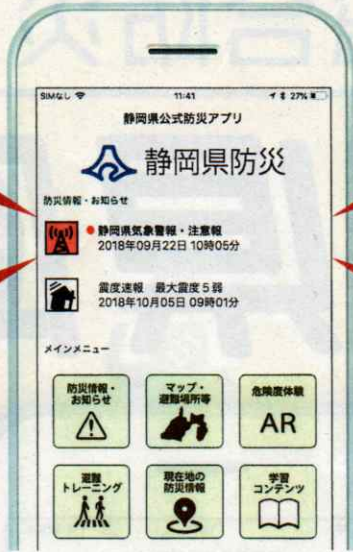 SIMなし 11:41 27%
静岡県公式防災アプリ
静岡県防災
防災情報・お知らせ
静岡県気象警報・注意報
2018年09月22日 10時05分
震度速報 最大震度5弱
2018年10月05日 09時01分
メインメニュー
防災情報・
お知らせ
マップ・
避難場所等
危険度体験
AR
避難
トレーニング
現在地の
防災情報
学習
コンテンツ